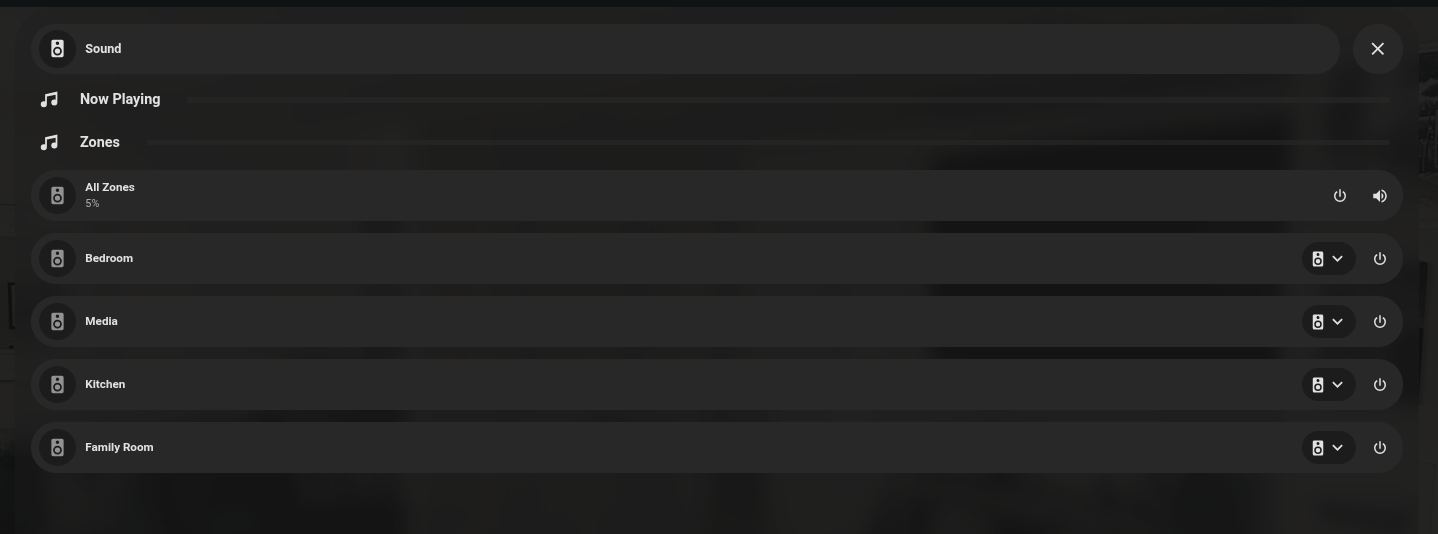 Sound
Now Playing
Zones
All Zones
5%
Bedroom
Media
Kitchen
Family Room